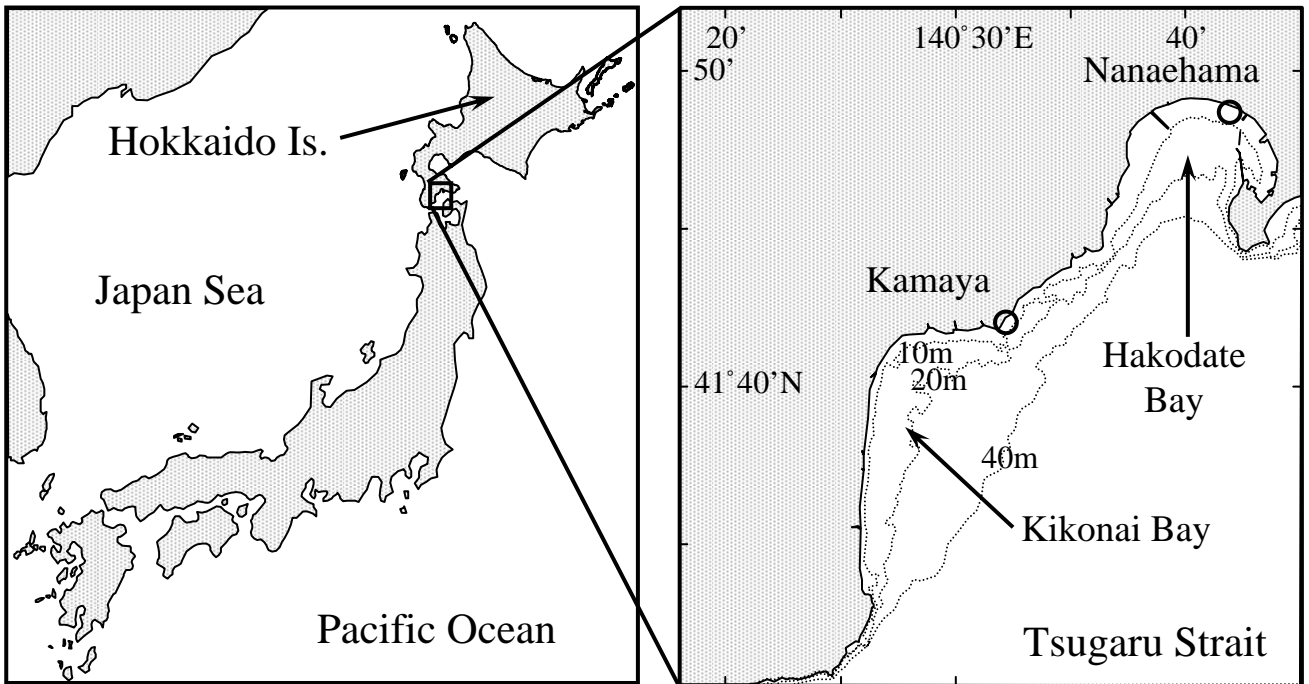 Hokkaido Is.
Japan Sea
Pacific Ocean
20'
140˚30’E
40'
50’
Nanaehama
Kamaya
10m
20m
41˚40’N
Hakodate
Bay
40m
Kikonai Bay
Tsugaru Strait